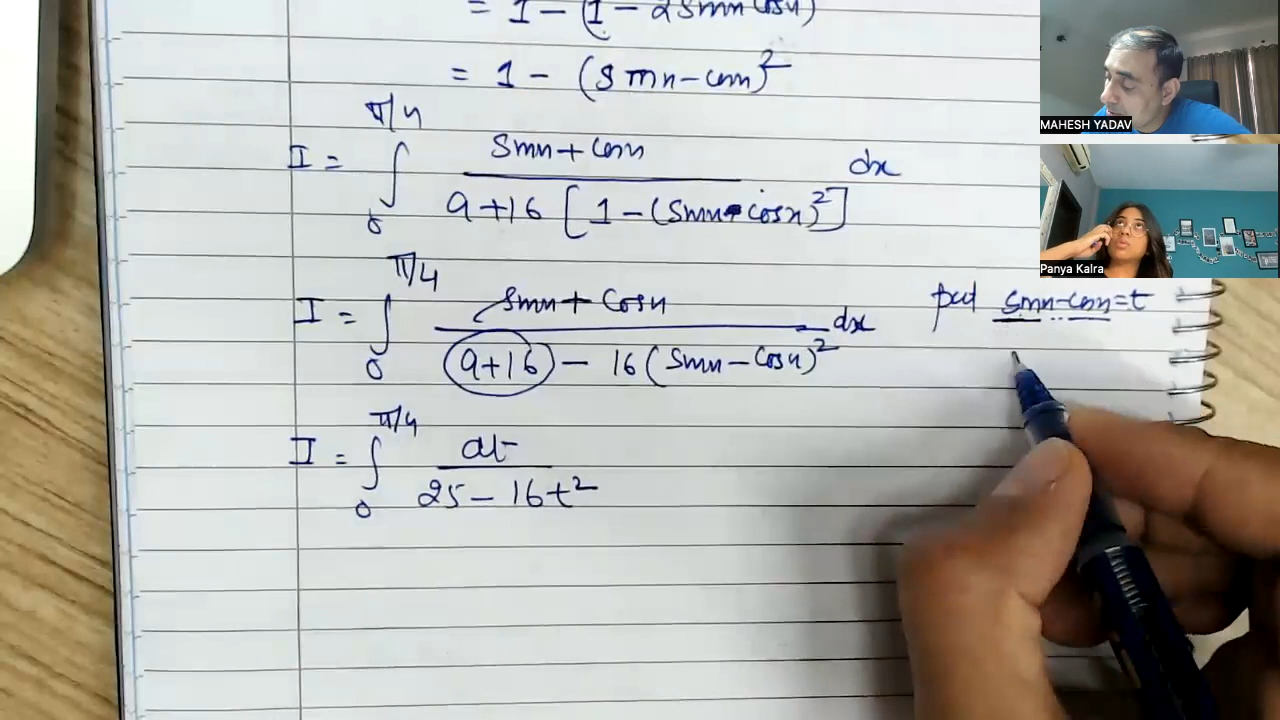 = 1 - (1 - 2 sinx cosx)
= 1 - (sinx - cosx)²
I = ∫₀^(π/4) (sinx + cosx) / (9 + 16 [1 - (sinx - cosx)²]) dx
I = ∫₀^(π/4) (sinx + cosx) / ((9+16) - 16(sinx - cosx)²) dx
put sinx - cosx = t
I = ∫₀^(π/4) dt / (25 - 16t²)
MAHESH YADAV
Panya Kalra